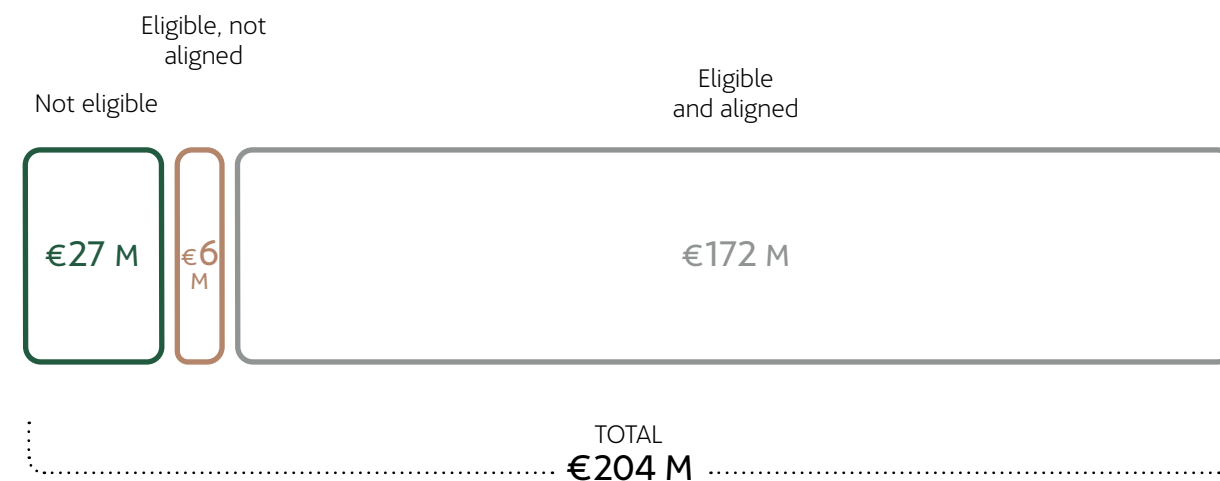 Eligible, not
aligned
Not eligible
Eligible
and aligned
€27 M
€6
M
€172 M
TOTAL
€204 M